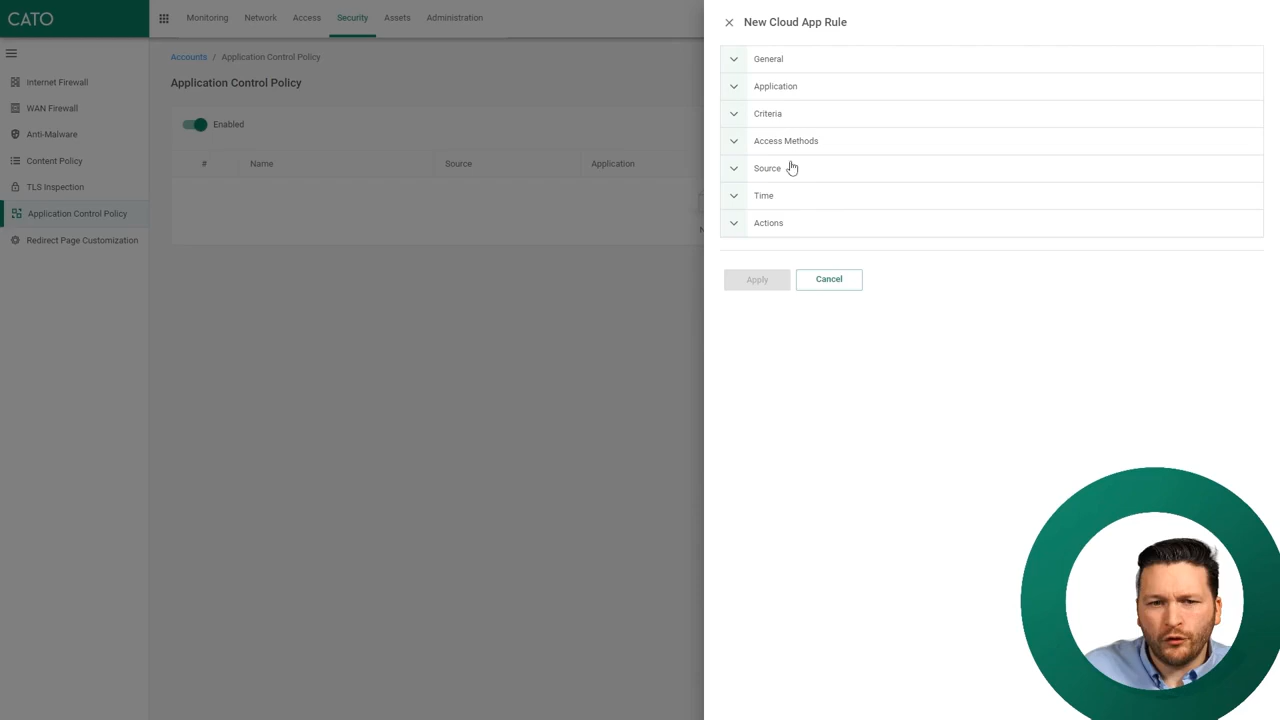 CATO
Monitoring
Network
Access
Security
Assets
Administration
Internet Firewall
WAN Firewall
Anti-Malware
Content Policy
TLS Inspection
Application Control Policy
Redirect Page Customization
Accounts / Application Control Policy
Application Control Policy
Enabled
# Name Source Application
N
New Cloud App Rule
General
Application
Criteria
Access Methods
Source
Time
Actions
Apply
Cancel